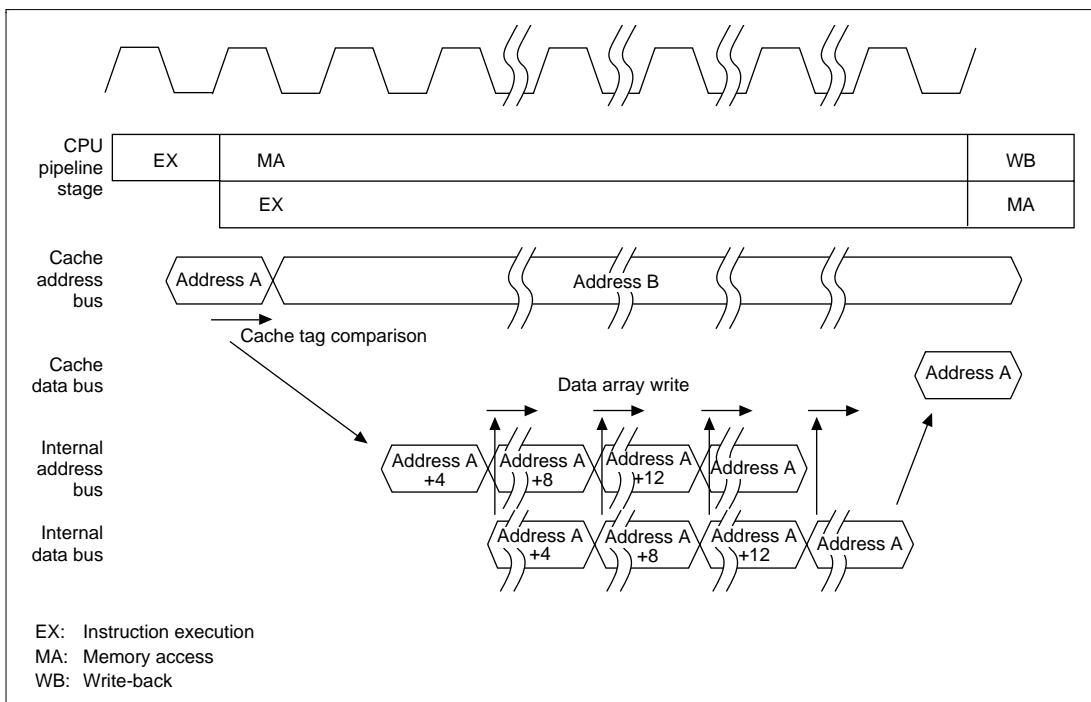 CPU
pipeline
stage
EX
MA
WB
EX
MA
Cache
address
bus
Address A
Address B
Cache tag comparison
Cache
data bus
Address A
Data array write
Internal
address
bus
Address A
+4
Address A
+8
Address A
+12
Address A
Internal
data bus
Address A
+4
Address A
+8
Address A
+12
Address A
EX: Instruction execution
MA: Memory access
WB: Write-back